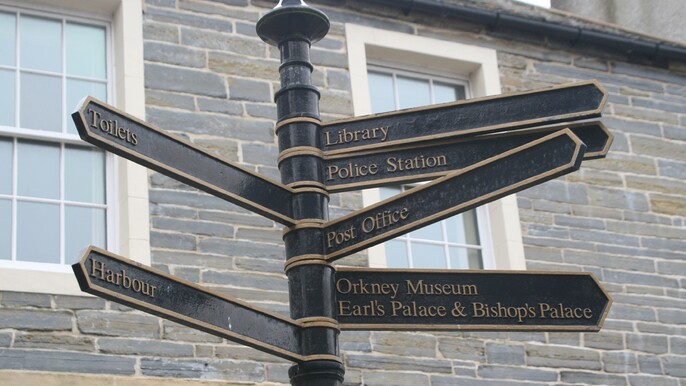 Toilets
Library
Police Station
Post Office
Harbour
Orkney Museum
Earl's Palace & Bishop's Palace